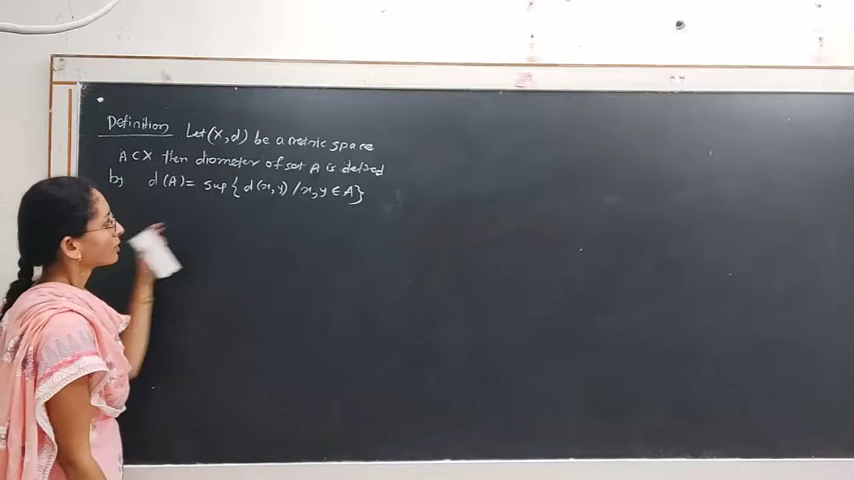 Definition Let (X, d) be a metric space
A ⊂ X then diameter of set A is defined
by d(A) = sup { d(x, y) / x, y ∈ A }